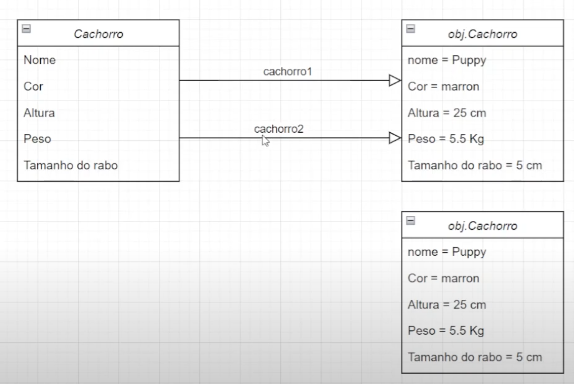 Cachorro
Nome
Cor
Altura
Peso
Tamanho do rabo
cachorro1
cachorro2
obj.Cachorro
nome = Puppy
Cor = marron
Altura = 25 cm
Peso = 5.5 Kg
Tamanho do rabo = 5 cm
obj.Cachorro
nome = Puppy
Cor = marron
Altura = 25 cm
Peso = 5.5 Kg
Tamanho do rabo = 5 cm